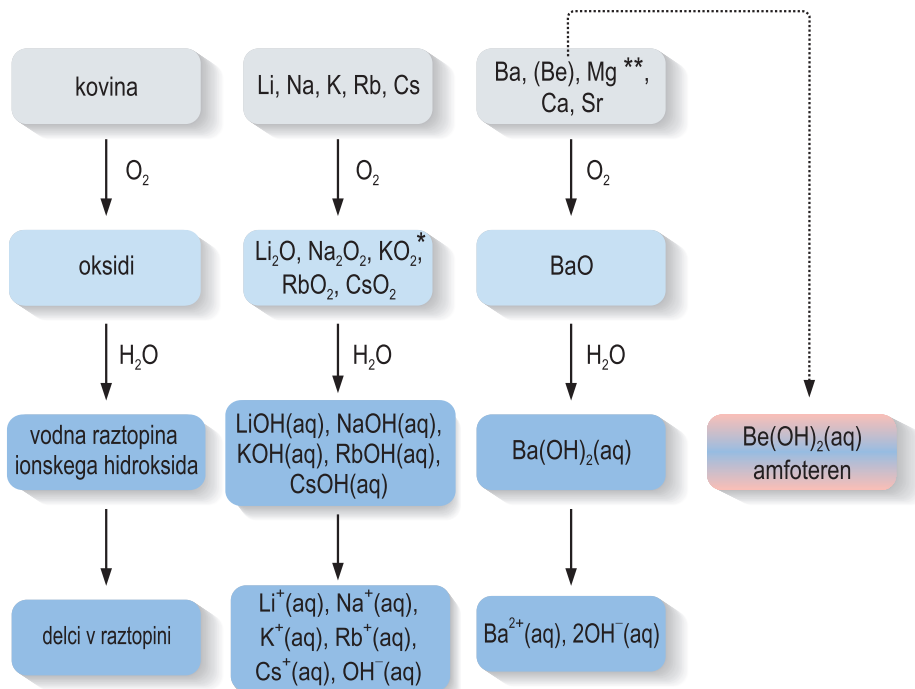 kovina
Li, Na, K, Rb, Cs
Ba, (Be), Mg **,
Ca, Sr
O₂
O₂
O₂
oksidi
Li₂O, Na₂O₂, KO₂,*
RbO₂, CsO₂
BaO
H₂O
H₂O
H₂O
vodna raztopina
ionskega hidroksida
LiOH(aq), NaOH(aq),
KOH(aq), RbOH(aq),
CsOH(aq)
Ba(OH)₂(aq)
Be(OH)₂(aq)
amfoteren
delci v raztopini
Li⁺(aq), Na⁺(aq),
K⁺(aq), Rb⁺(aq),
Cs⁺(aq), OH⁻(aq)
Ba²⁺(aq), 2OH⁻(aq)